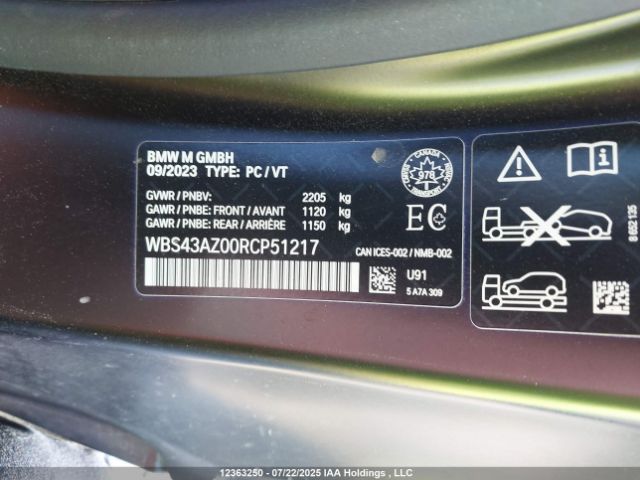 BMW M GMBH
09/2023 TYPE: PC/VT
GVWR / PNBV: 2205 kg
GAWR / PNBE: FRONT / AVANT 1120 kg
GAWR / PNBE: REAR / ARRIÈRE 1150 kg
WBS43AZ00RCP51217
978
EC
CAN ICES-002 / NMB-002
U91
5 A7A 309
12363250 - 07/22/2025 IAA Holdings , LLC